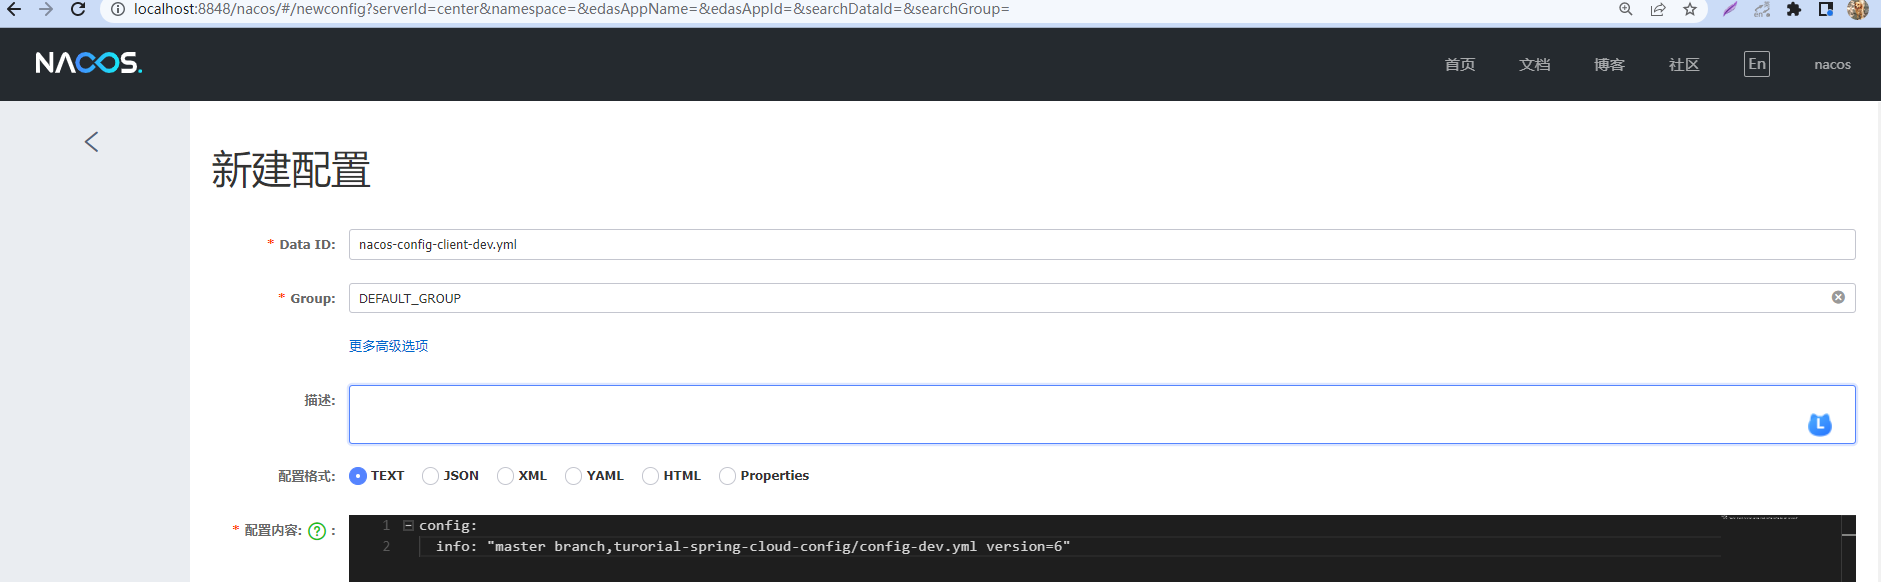 localhost:8848/nacos/#/newconfig?serverId=center&namespace=&edasAppName=&edasAppId=&searchDataId=&searchGroup=
NACOS. 首页 文档 博客 社区 En nacos
新建配置
* Data ID: nacos-config-client-dev.yml
* Group: DEFAULT_GROUP
更多高级选项
描述:
L
配置格式: TEXT JSON XML YAML HTML Properties
* 配置内容: ? :
1 config:
2 info: "master branch,turorial-spring-cloud-config/config-dev.yml version=6"